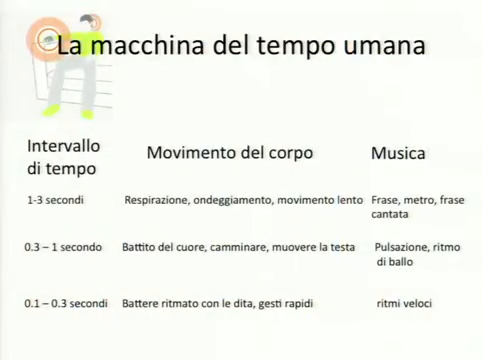 La macchina del tempo umana
Intervallo
di tempo
Movimento del corpo
Musica
1-3 secondi
Respirazione, ondeggiamento, movimento lento
Frase, metro, frase
cantata
0.3 – 1 secondo
Battito del cuore, camminare, muovere la testa
Pulsazione, ritmo
di ballo
0.1 – 0.3 secondi
Battere ritmato con le dita, gesti rapidi
ritmi veloci